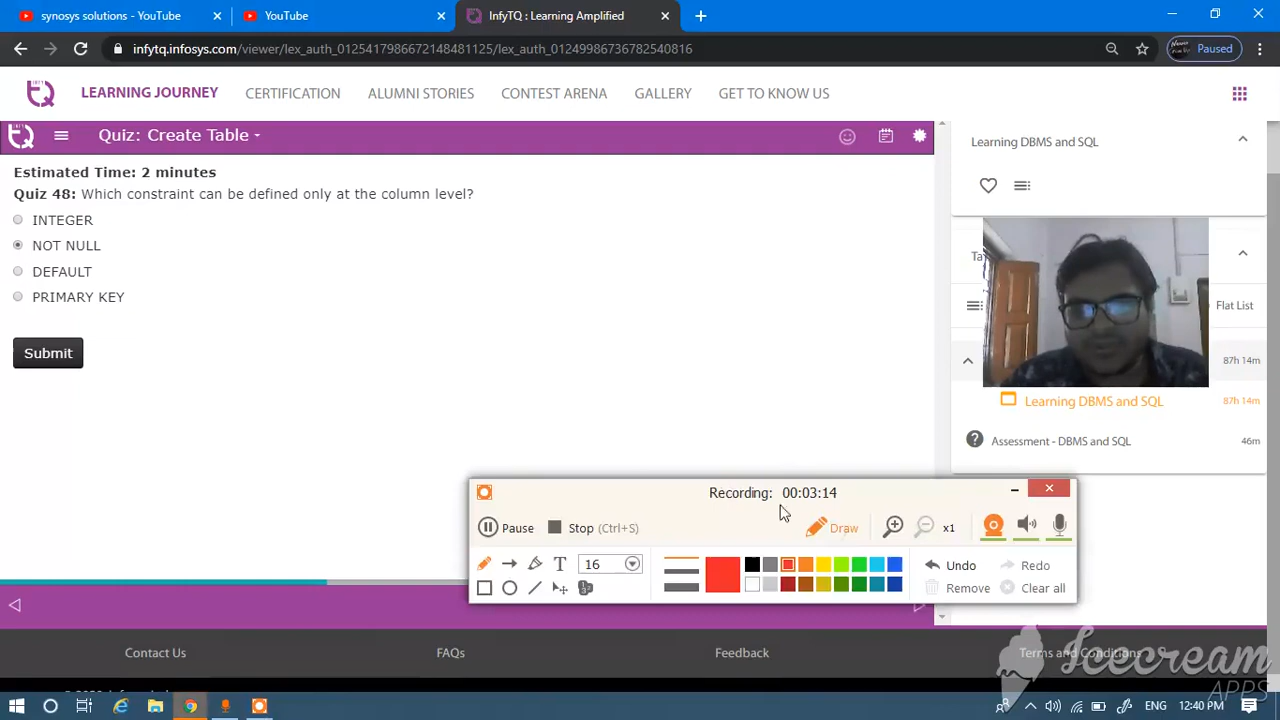 synosys solutions - YouTube
YouTube
InfyTQ : Learning Amplified
infytq.infosys.com/viewer/lex_auth_0125417986672148481125/lex_auth_01249986736782540816
Paused
LEARNING JOURNEY
CERTIFICATION
ALUMNI STORIES
CONTEST ARENA
GALLERY
GET TO KNOW US
Quiz: Create Table
Learning DBMS and SQL
Estimated Time: 2 minutes
Quiz 48: Which constraint can be defined only at the column level?
INTEGER
NOT NULL
DEFAULT
PRIMARY KEY
Submit
Flat List
87h 14m
Learning DBMS and SQL
87h 14m
Assessment - DBMS and SQL
46m
Recording: 00:03:14
Pause
Stop (Ctrl+S)
Draw
x1
16
Undo
Redo
Remove
Clear all
Contact Us
FAQs
Feedback
Terms and Conditions
Icecream
APPS
ENG
12:40 PM